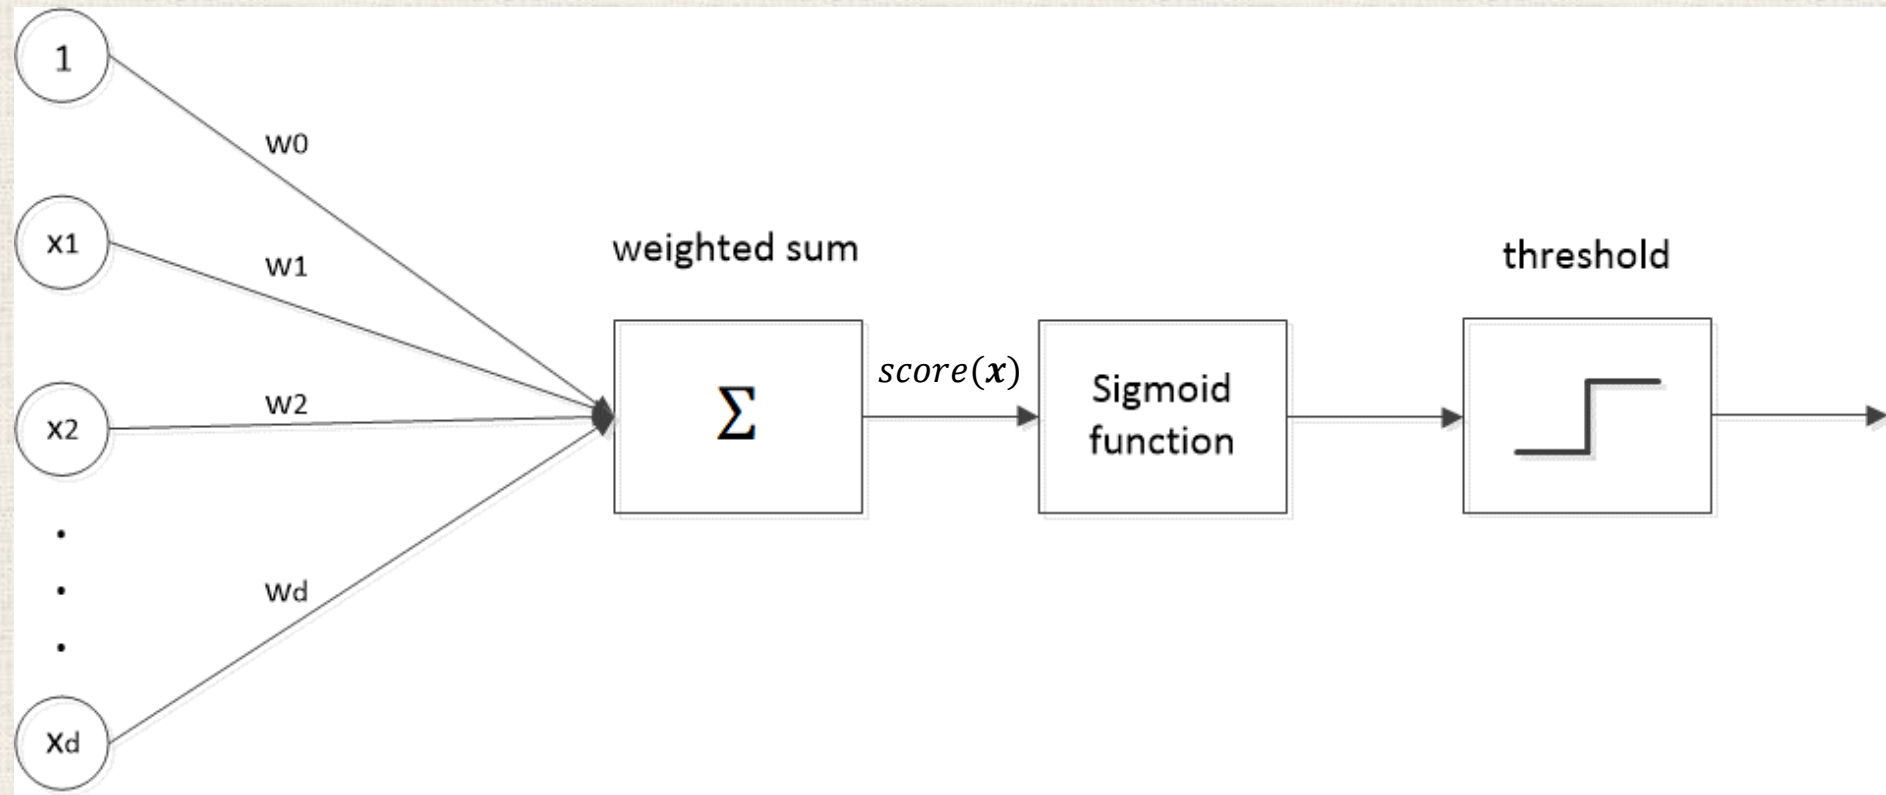 1
w0
x1
w1
weighted sum
threshold
score(x)
Σ
Sigmoid
function
x2
w2
wd
xd